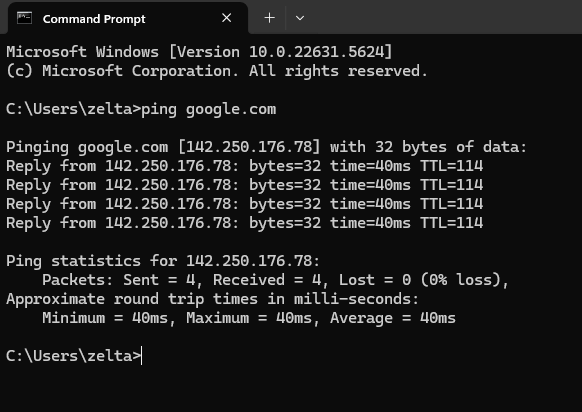 Command Prompt
Microsoft Windows [Version 10.0.22631.5624]
(c) Microsoft Corporation. All rights reserved.
C:\Users\zelta>ping google.com
Pinging google.com [142.250.176.78] with 32 bytes of data:
Reply from 142.250.176.78: bytes=32 time=40ms TTL=114
Reply from 142.250.176.78: bytes=32 time=40ms TTL=114
Reply from 142.250.176.78: bytes=32 time=40ms TTL=114
Reply from 142.250.176.78: bytes=32 time=40ms TTL=114
Ping statistics for 142.250.176.78:
    Packets: Sent = 4, Received = 4, Lost = 0 (0% loss),
Approximate round trip times in milli-seconds:
    Minimum = 40ms, Maximum = 40ms, Average = 40ms
C:\Users\zelta>